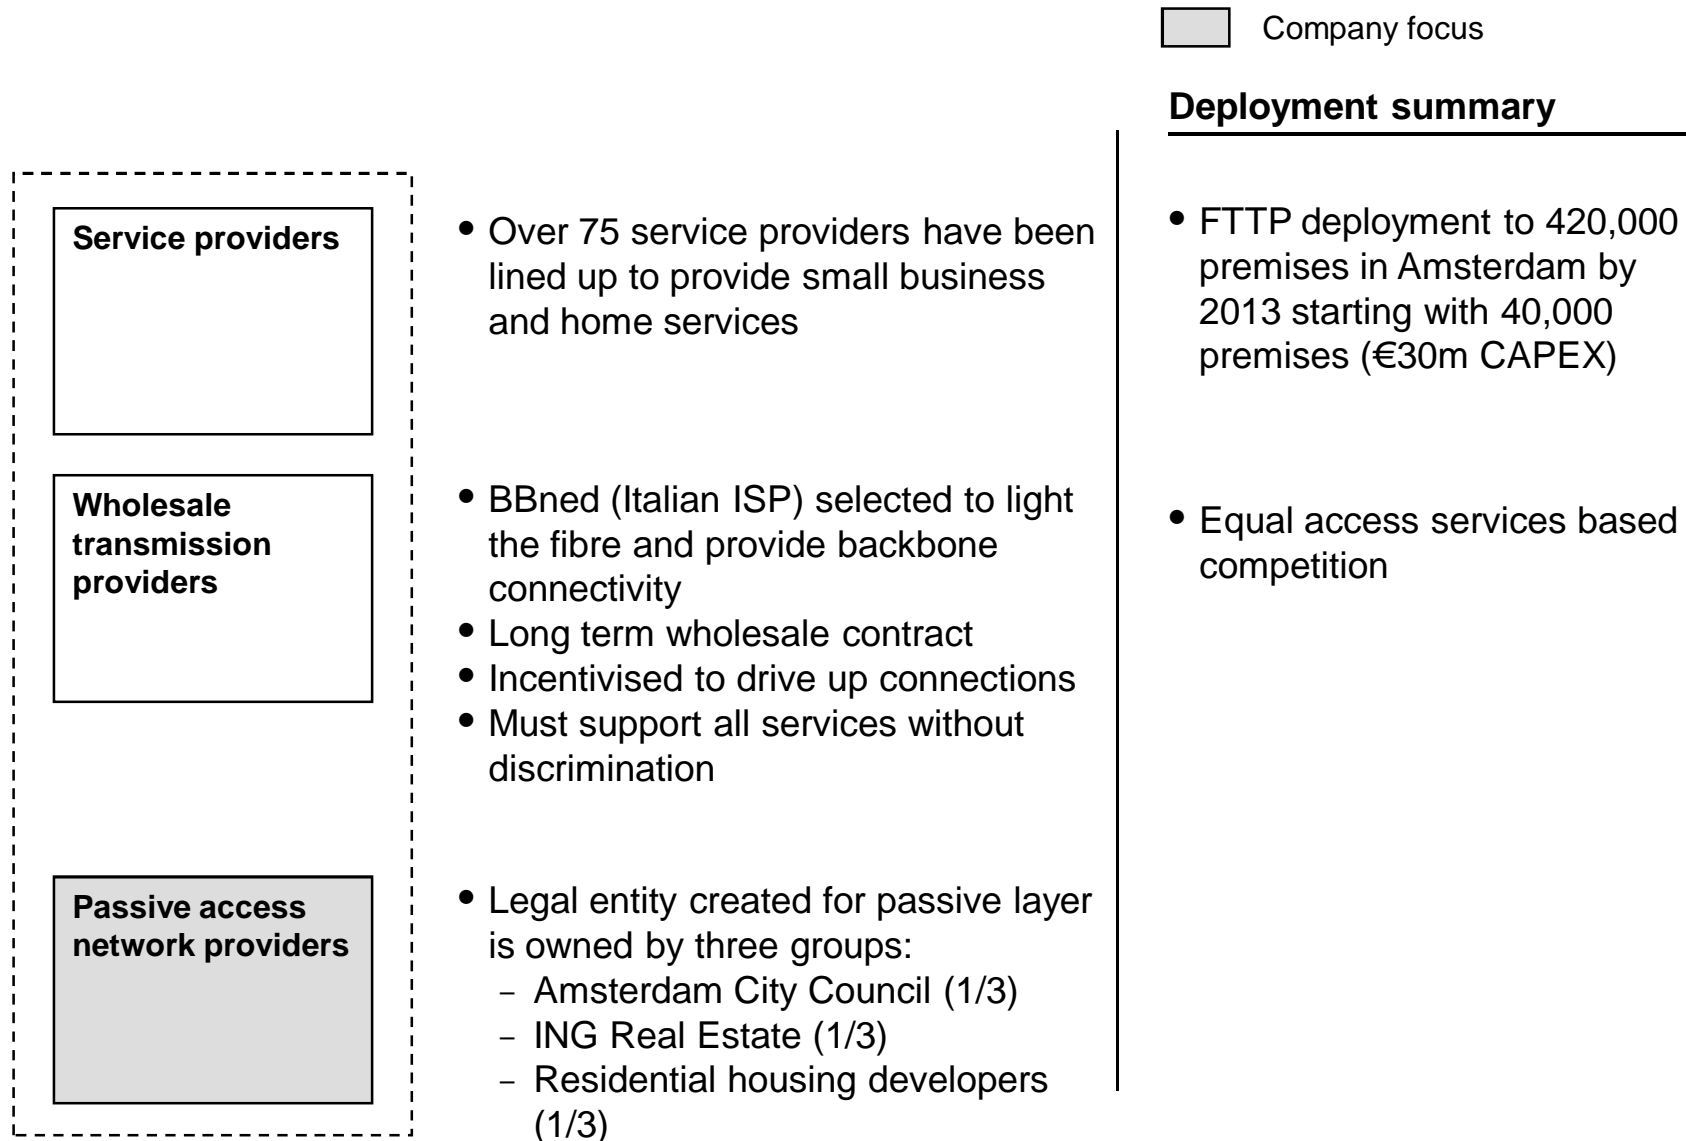 Company focus
Deployment summary
Service providers
• Over 75 service providers have been
lined up to provide small business
and home services
• FTTP deployment to 420,000
premises in Amsterdam by
2013 starting with 40,000
premises (€30m CAPEX)
Wholesale
transmission
providers
• BBned (Italian ISP) selected to light
the fibre and provide backbone
connectivity
• Long term wholesale contract
• Incentivised to drive up connections
• Must support all services without
discrimination
• Equal access services based
competition
Passive access
network providers
• Legal entity created for passive layer
is owned by three groups:
– Amsterdam City Council (1/3)
– ING Real Estate (1/3)
– Residential housing developers
(1/3)